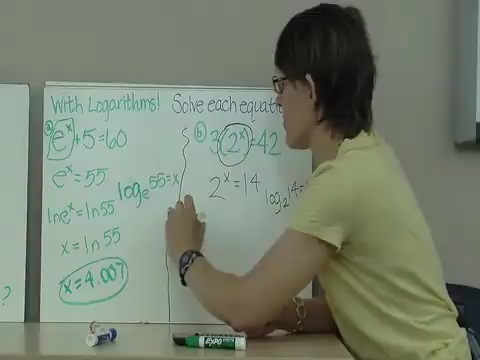 With Logarithms! Solve each
a) e^x + 5 = 60
e^x = 55
log_e 55 = x
ln e^x = ln 55
x = ln 55
x = 4.007
b) 3(2^x) = 42
2^x = 14
log_2 14 =
?
EXPO